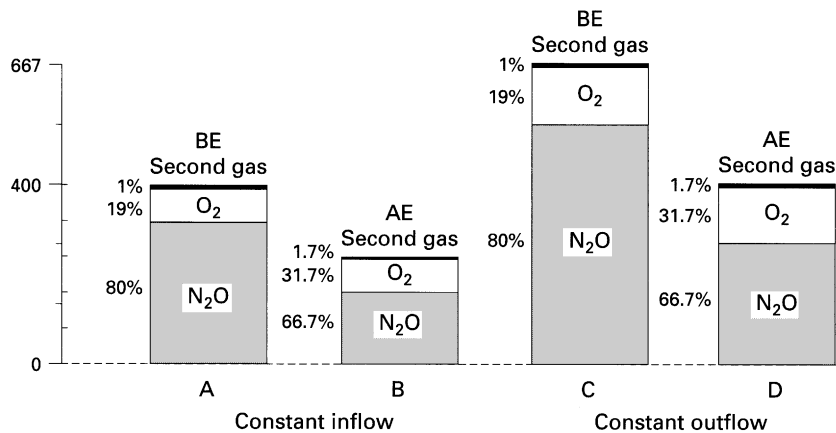 667
400
0
BE
Second gas
1%
19%
80%
O₂
N₂O
A
AE
Second gas
1.7%
31.7%
66.7%
O₂
N₂O
B
Constant inflow
BE
Second gas
1%
19%
80%
O₂
N₂O
C
AE
Second gas
1.7%
31.7%
66.7%
O₂
N₂O
D
Constant outflow